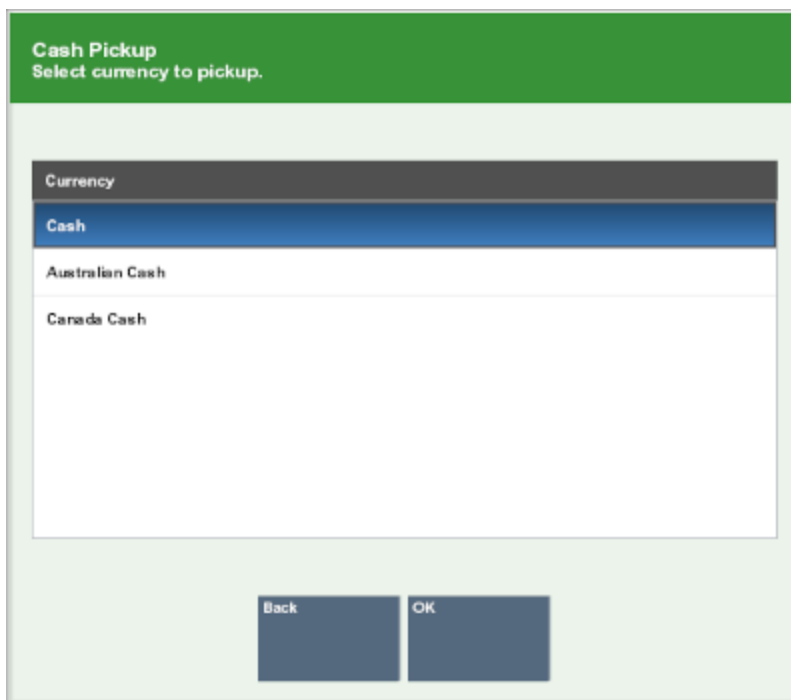 Cash Pickup
Select currency to pickup.
Currency
Cash
Australian Cash
Canada Cash
Back
OK